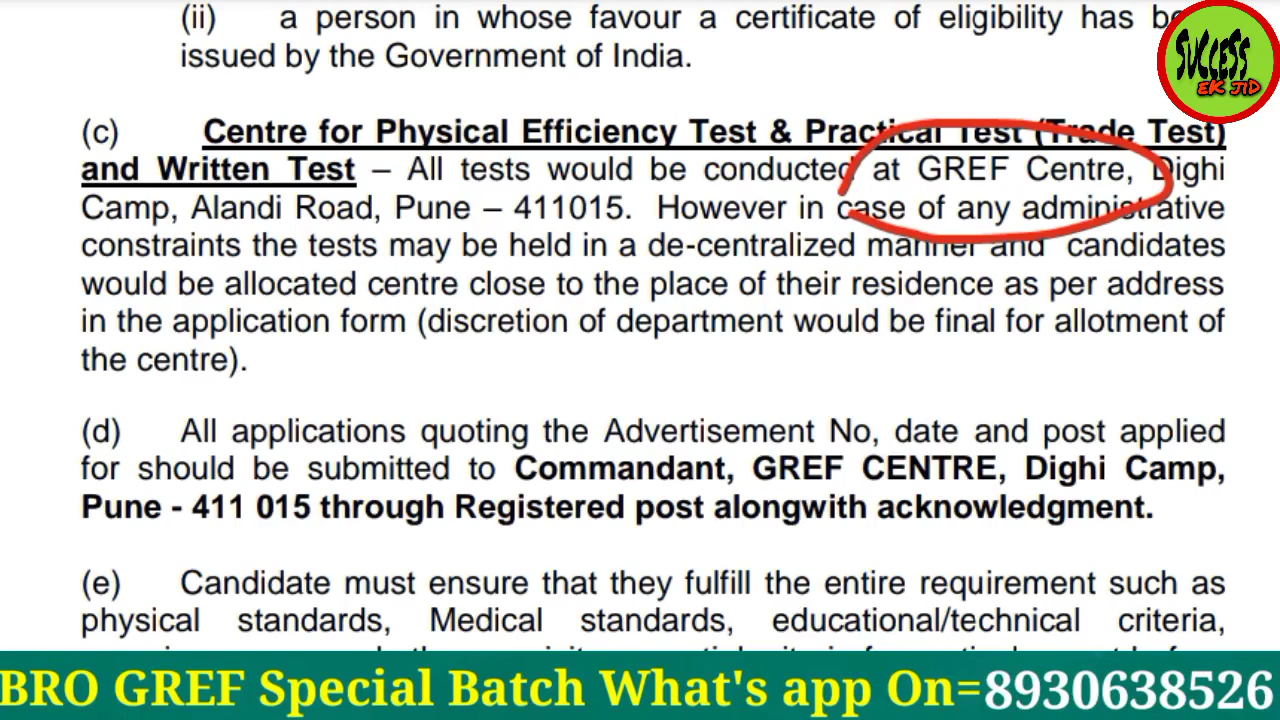 (ii) a person in whose favour a certificate of eligibility has
issued by the Government of India.
SUCCESS
EK JID
(c) Centre for Physical Efficiency Test & Practical Test (Trade Test)
and Written Test – All tests would be conducted at GREF Centre, Dighi
Camp, Alandi Road, Pune – 411015. However in case of any administrative
constraints the tests may be held in a de-centralized manner and candidates
would be allocated centre close to the place of their residence as per address
in the application form (discretion of department would be final for allotment of
the centre).
(d) All applications quoting the Advertisement No, date and post applied
for should be submitted to Commandant, GREF CENTRE, Dighi Camp,
Pune - 411 015 through Registered post alongwith acknowledgment.
(e) Candidate must ensure that they fulfill the entire requirement such as
physical standards, Medical standards, educational/technical criteria,
BRO GREF Special Batch What's app On=8930638526